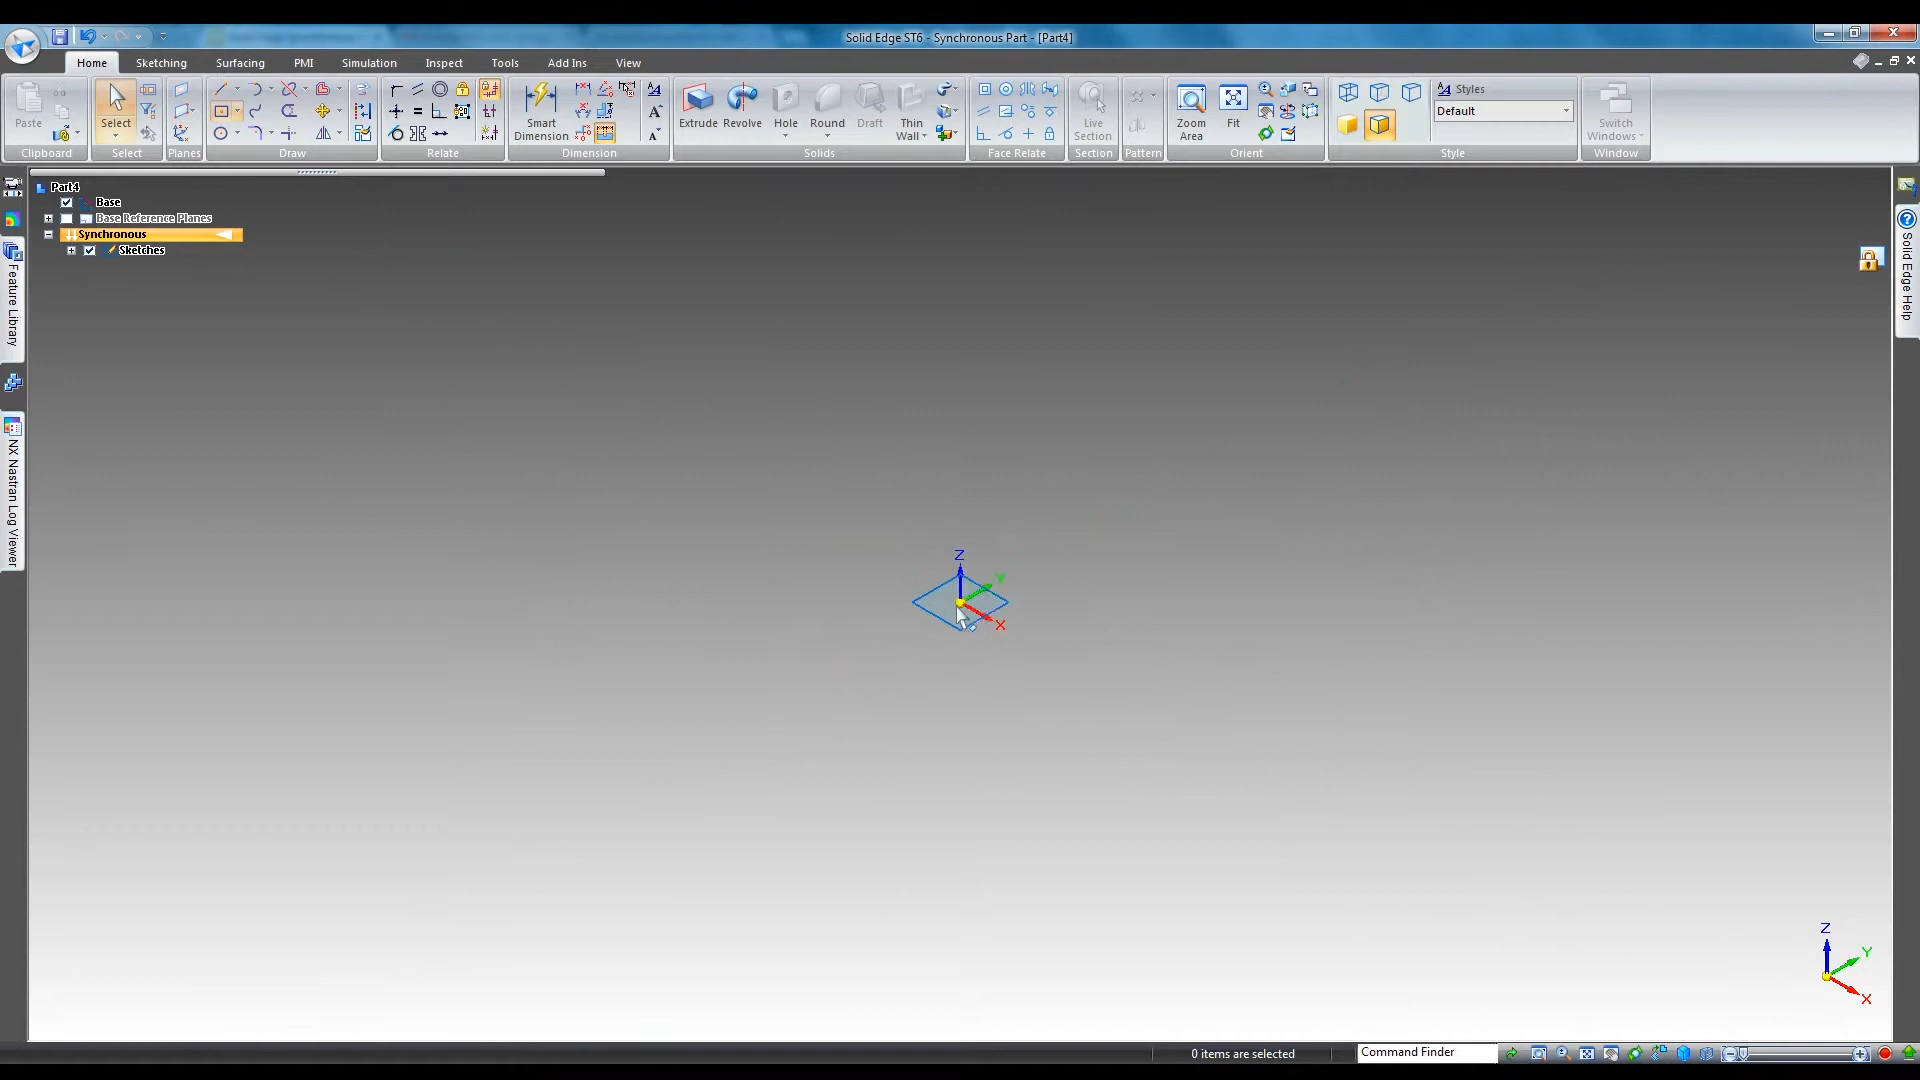 Solid Edge ST6 - Synchronous Part - [Part4]
Home Sketching Surfacing PMI Simulation Inspect Tools Add Ins View
Paste
Select
Smart Dimension
Extrude Revolve Hole Round Draft Thin Wall
Live Section
Zoom Area
Fit
Styles
Default
Switch Windows
Clipboard Select Planes Draw Relate Dimension Solids Face Relate Section Pattern Orient Style Window
Part4
Base
Base Reference Planes
Synchronous
Sketches
Feature Library
NX Nastran Log Viewer
Solid Edge Help
Z
Y
X
Z
Y
X
0 items are selected
Command Finder